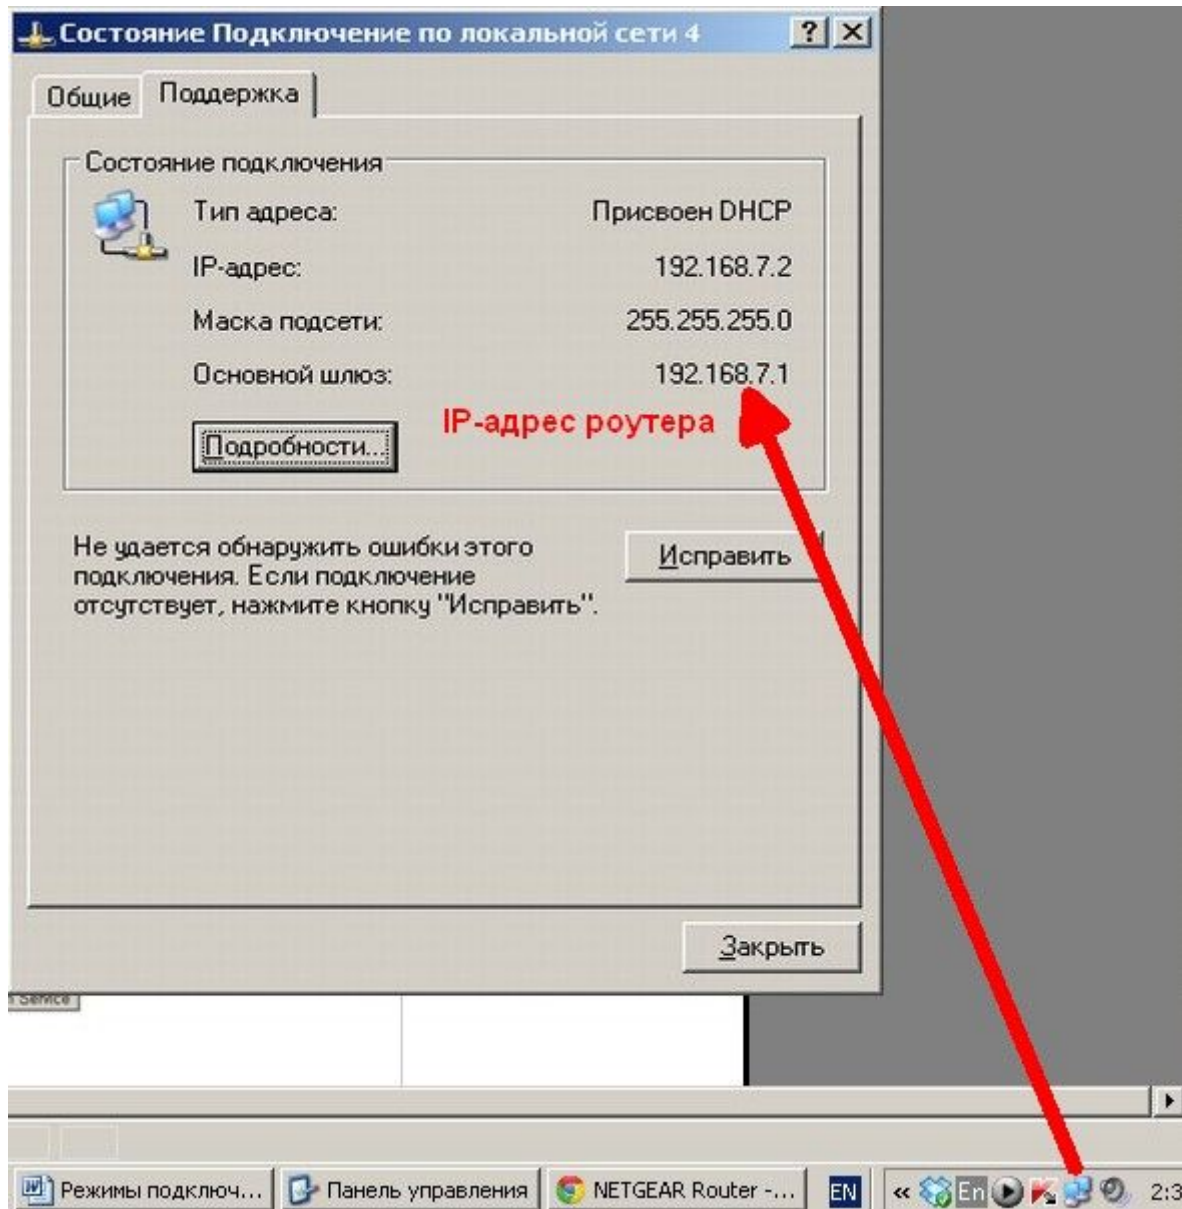 Состояние Подключение по локальной сети 4
Общие
Поддержка
Состояние подключения
Тип адреса: Присвоен DHCP
IP-адрес: 192.168.7.2
Маска подсети: 255.255.255.0
Основной шлюз: 192.168.7.1
IP-адрес роутера
Подробности...
Не удается обнаружить ошибки этого
подключения. Если подключение
отсутствует, нажмите кнопку "Исправить".
Исправить
Закрыть
Service
Режимы подключ... Панель управления NETGEAR Router -... EN « En 2:3